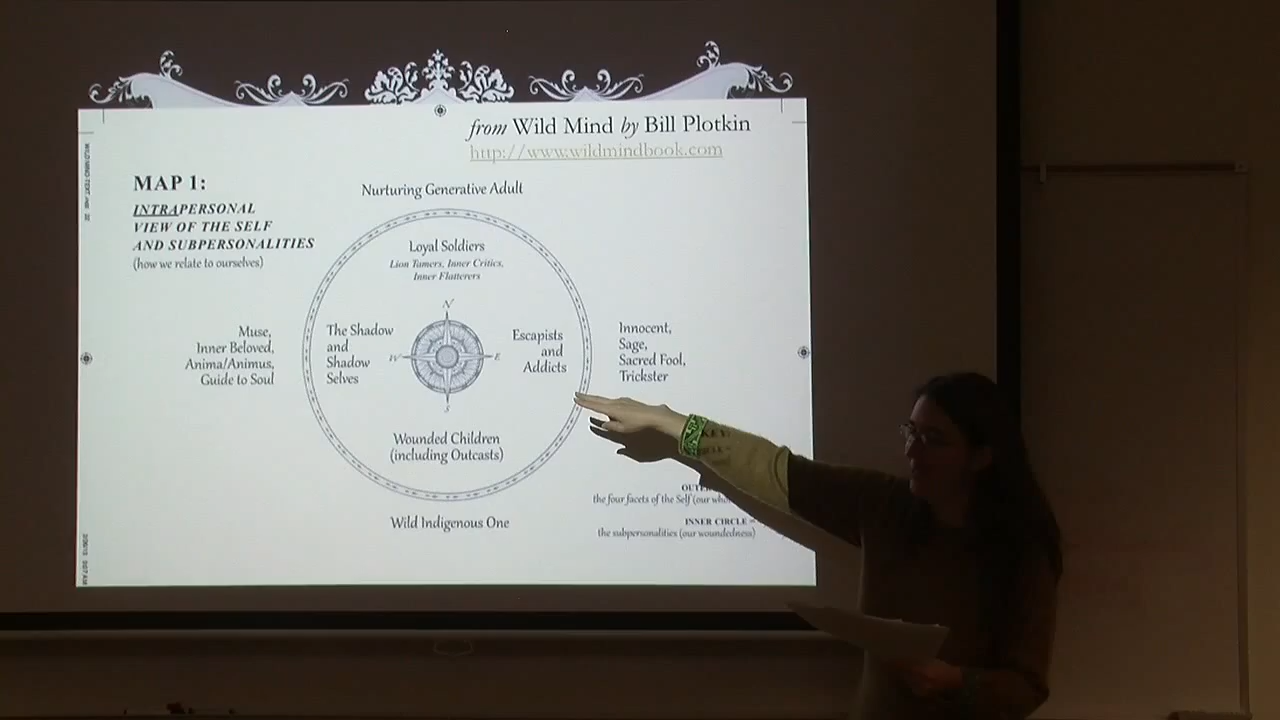 from Wild Mind by Bill Plotkin
http://www.wildmindbook.com
MAP 1:
INTRAPERSONAL
VIEW OF THE SELF
AND SUBPERSONALITIES
(how we relate to ourselves)
Nurturing Generative Adult
Loyal Soldiers
Lion Tamers, Inner Critics,
Inner Flatterers
N
Muse,
Inner Beloved,
Anima/Animus,
Guide to Soul
The Shadow
and
Shadow
Selves
W
E
Escapists
and
Addicts
Innocent,
Sage,
Sacred Fool,
Trickster
S
Wounded Children
(including Outcasts)
Wild Indigenous One
KEY:
the four facets of the Self (our
INNER CIRCLE =
the subpersonalities (our woundedness)